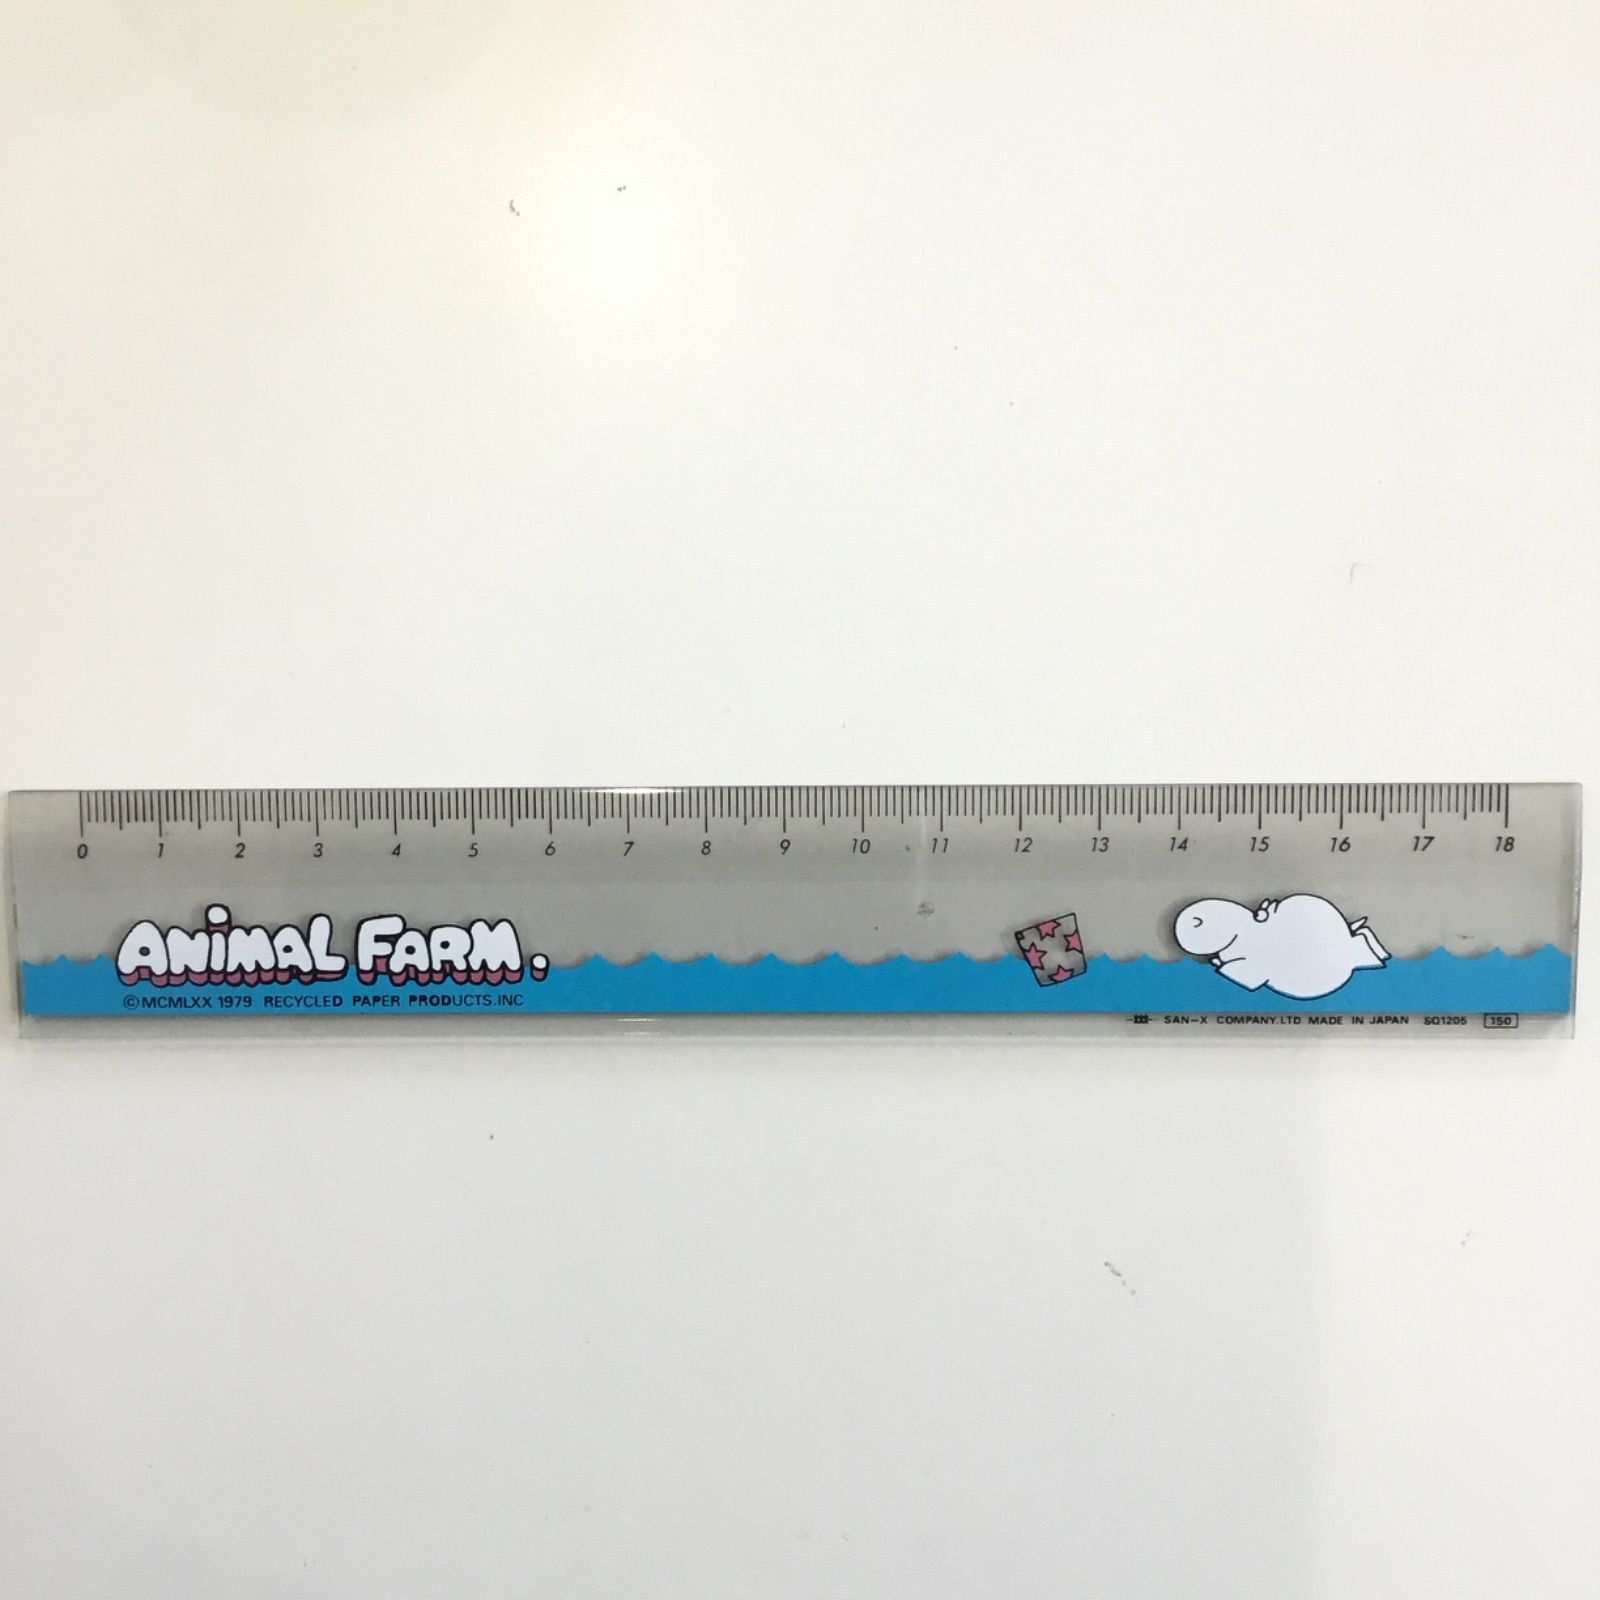 0 1 2 3 4 5 6 7 8 9 10 11 12 13 14 15 16 17 18
ANIMAL FARM.
©MCMLXX 1979 RECYCLED PAPER PRODUCTS.INC
SAN-X COMPANY.LTD MADE IN JAPAN SQ1205 150